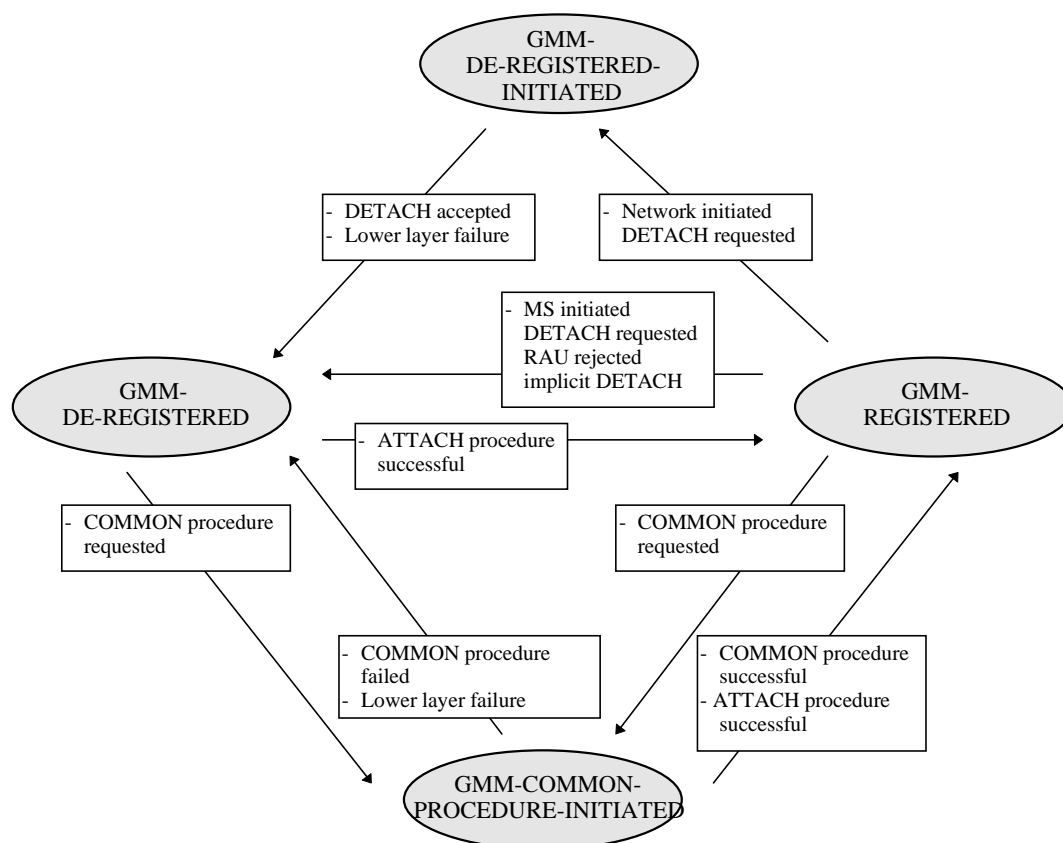 GMM-
DE-REGISTERED-
INITIATED
- DETACH accepted
- Lower layer failure
- Network initiated
DETACH requested
- MS initiated
DETACH requested
RAU rejected
implicit DETACH
GMM-
DE-REGISTERED
GMM-
REGISTERED
- ATTACH procedure
successful
- COMMON procedure
requested
- COMMON procedure
requested
- COMMON procedure
failed
- Lower layer failure
- COMMON procedure
successful
- ATTACH procedure
successful
GMM-COMMON-
PROCEDURE-INITIATED